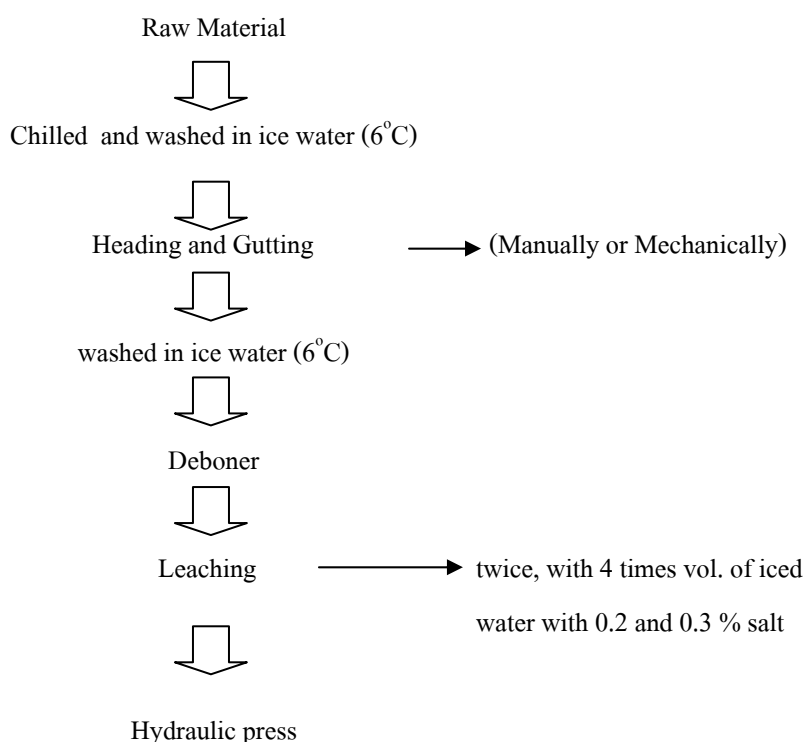 Raw Material
Chilled and washed in ice water (6°C)
Heading and Gutting
(Manually or Mechanically)
washed in ice water (6°C)
Deboner
Leaching
twice, with 4 times vol. of iced
water with 0.2 and 0.3 % salt
Hydraulic press